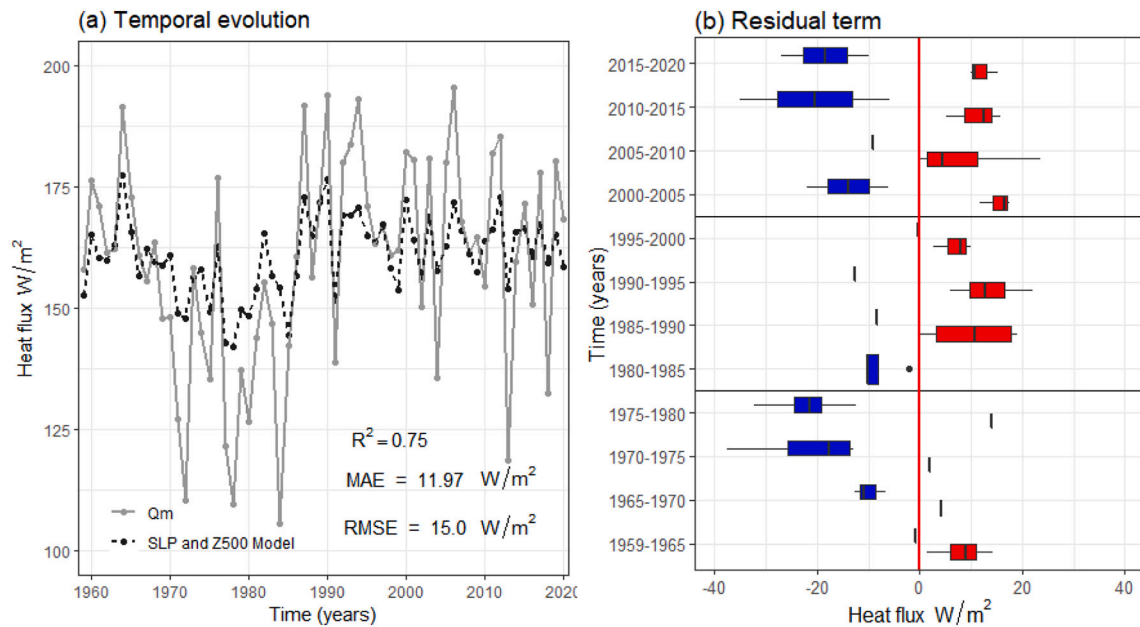 (a) Temporal evolution
200
175
150
125
100
Heat flux W/m²
R²=0.75
MAE = 11.97 W/m²
RMSE = 15.0 W/m²
Qm
SLP and Z500 Model
1960
1970
1980
1990
2000
2010
2020
Time (years)
(b) Residual term
2015-2020
2010-2015
2005-2010
2000-2005
1995-2000
1990-1995
1985-1990
1980-1985
1975-1980
1970-1975
1965-1970
1959-1965
Time (years)
-40
-20
0
20
40
Heat flux W/m²